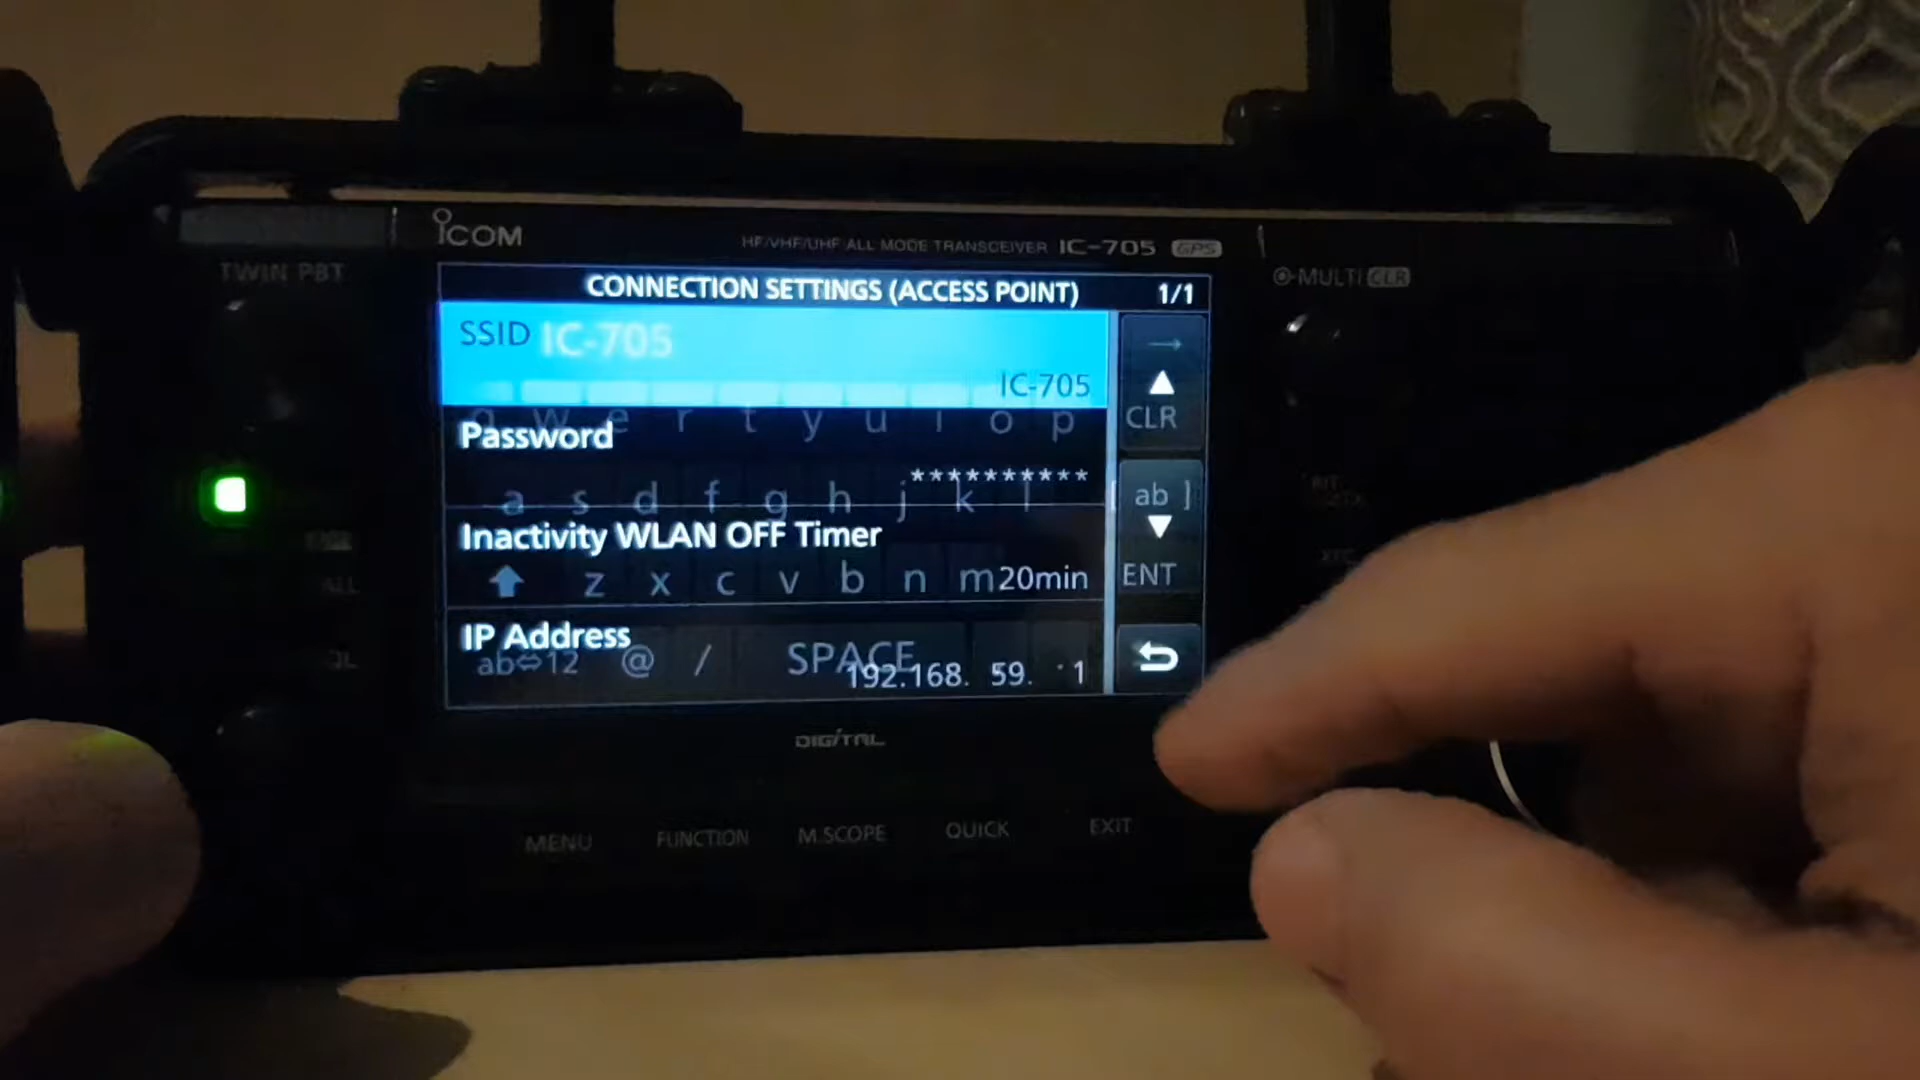 ICOM
HF/VHF/UHF ALL MODE TRANSCEIVER IC-705 GPS
TWIN PBT
MULTI CLR
CONNECTION SETTINGS (ACCESS POINT) 1/1
SSID IC-705
IC-705
q w e r t y u i o p
CLR
Password
**********
a s d f g h j k l
[ ab ]
Inactivity WLAN OFF Timer
z x c v b n m
20min
ENT
IP Address
ab⇔12 @ / SPACE
192.168. 59. 1
DIGITAL
MENU FUNCTION M.SCOPE QUICK EXIT